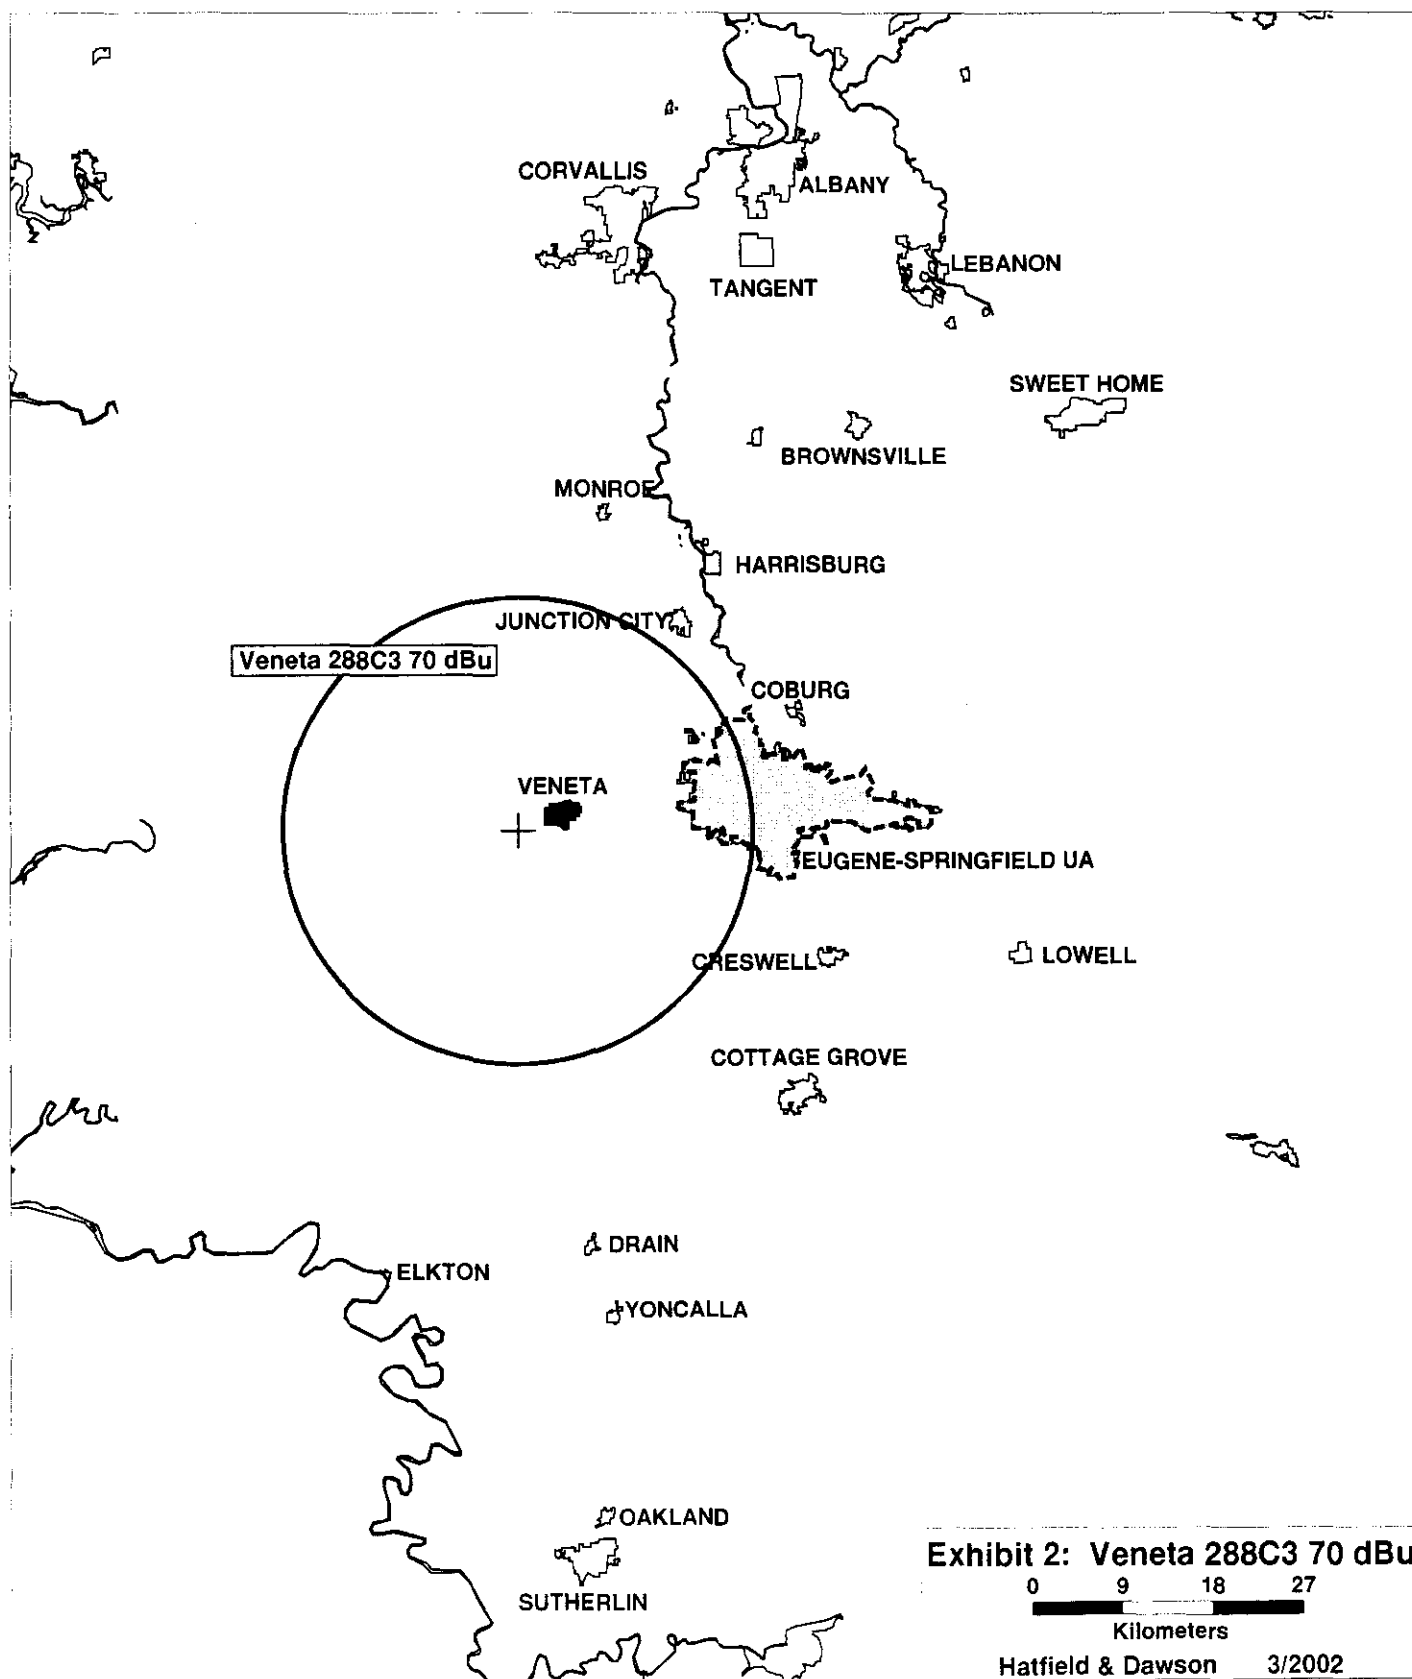 CORVALLIS
ALBANY
LEBANON
TANGENT
SWEET HOME
BROWNSVILLE
MONROE
HARRISBURG
JUNCTION CITY
Veneta 288C3 70 dBu
COBURG
VENETA
EUGENE-SPRINGFIELD UA
CRESWELL
LOWELL
COTTAGE GROVE
DRAIN
ELKTON
YONCALLA
OAKLAND
SUTHERLIN
Exhibit 2: Veneta 288C3 70 dBu
0 9 18 27
Kilometers
Hatfield & Dawson 3/2002